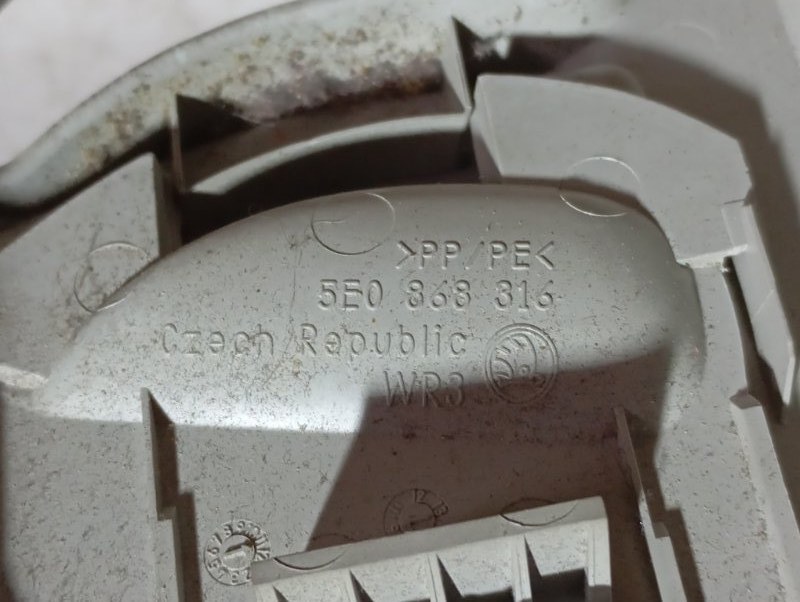 >PP/PE<
5E0 868 316
Czech Republic
WR3